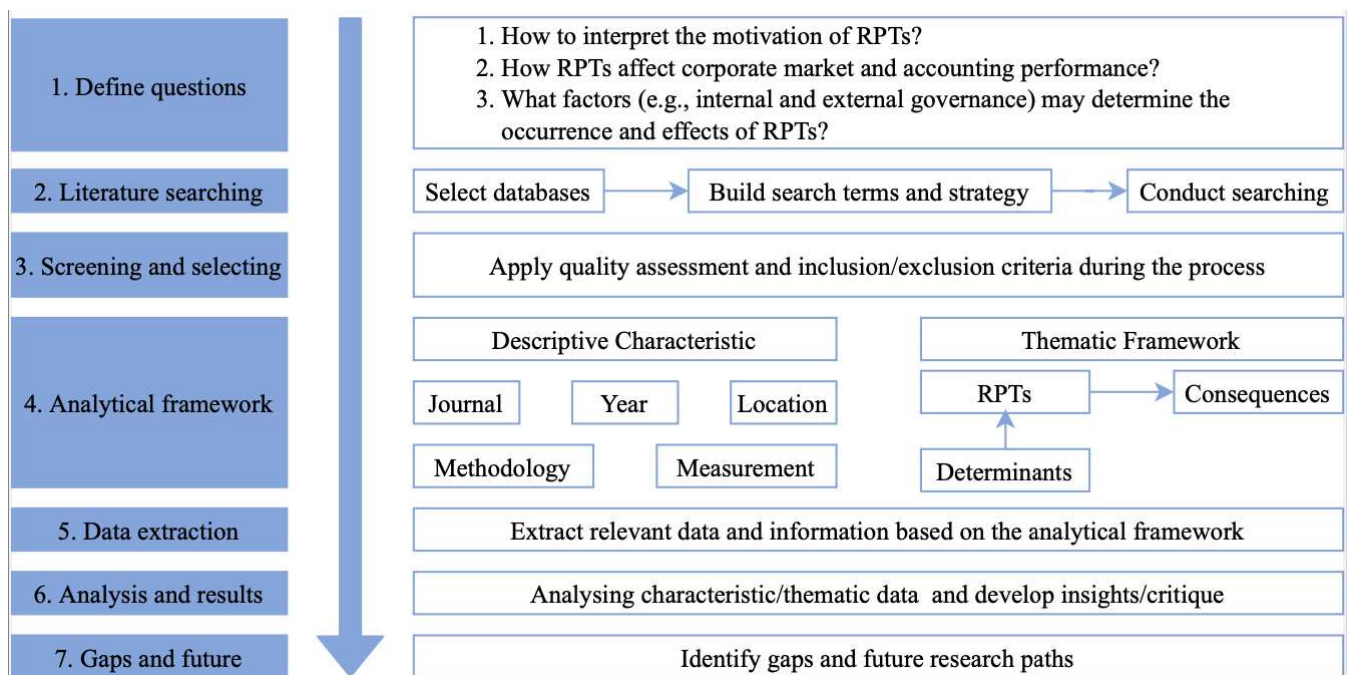 1. Define questions
1. How to interpret the motivation of RPTs?
2. How RPTs affect corporate market and accounting performance?
3. What factors (e.g., internal and external governance) may determine the
occurrence and effects of RPTs?
2. Literature searching
Select databases
Build search terms and strategy
Conduct searching
3. Screening and selecting
Apply quality assessment and inclusion/exclusion criteria during the process
4. Analytical framework
Descriptive Characteristic
Journal
Year
Location
Methodology
Measurement
Thematic Framework
RPTs
Consequences
Determinants
5. Data extraction
Extract relevant data and information based on the analytical framework
6. Analysis and results
Analysing characteristic/thematic data and develop insights/critique
7. Gaps and future
Identify gaps and future research paths